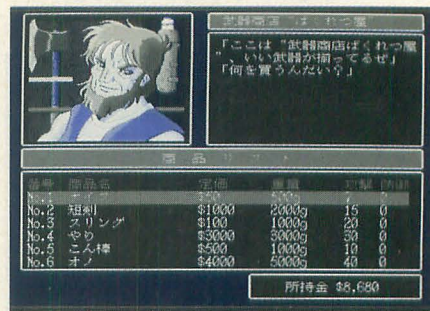 武器商店 ばくれつ屋
「ここは“武器商店ばくれつ屋
”、いい武器が揃ってるぜ」
「何を買うんだい?」
商品リスト
番号 商品名 定価 重量 攻撃 防御
No.2 短剣 $1000 2000g 15 0
No.3 スリング $100 1000g 20 0
No.4 やり $3000 3000g 30 0
No.5 こん棒 $500 1000g 10 0
No.6 オノ $4000 5000g 40 0
所持金 $8,680